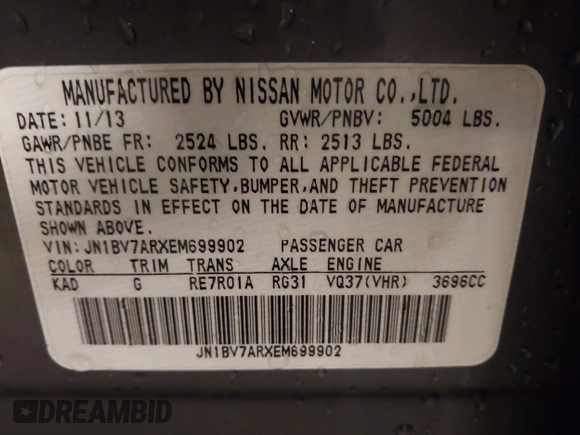 MANUFACTURED BY NISSAN MOTOR CO.,LTD.
DATE: 11/13 GVWR/PNBV: 5004 LBS.
GAWR/PNBE FR: 2524 LBS. RR: 2513 LBS.
THIS VEHICLE CONFORMS TO ALL APPLICABLE FEDERAL
MOTOR VEHICLE SAFETY,BUMPER,AND THEFT PREVENTION
STANDARDS IN EFFECT ON THE DATE OF MANUFACTURE
SHOWN ABOVE.
VIN: JN1BV7ARXEM699902 PASSENGER CAR
COLOR TRIM TRANS AXLE ENGINE
KAD G RE7R01A RG31 VQ37(VHR) 3696CC
JN1BV7ARXEM699902
DREAMBID